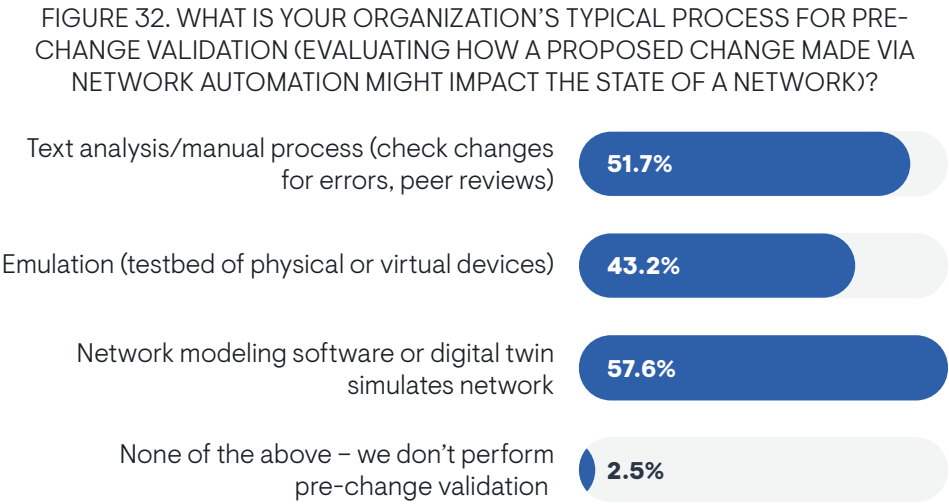 FIGURE 32. WHAT IS YOUR ORGANIZATION’S TYPICAL PROCESS FOR PRE-
CHANGE VALIDATION (EVALUATING HOW A PROPOSED CHANGE MADE VIA
NETWORK AUTOMATION MIGHT IMPACT THE STATE OF A NETWORK)?
Text analysis/manual process (check changes
for errors, peer reviews)
51.7%
Emulation (testbed of physical or virtual devices)
43.2%
Network modeling software or digital twin
simulates network
57.6%
None of the above – we don’t perform
pre-change validation
2.5%